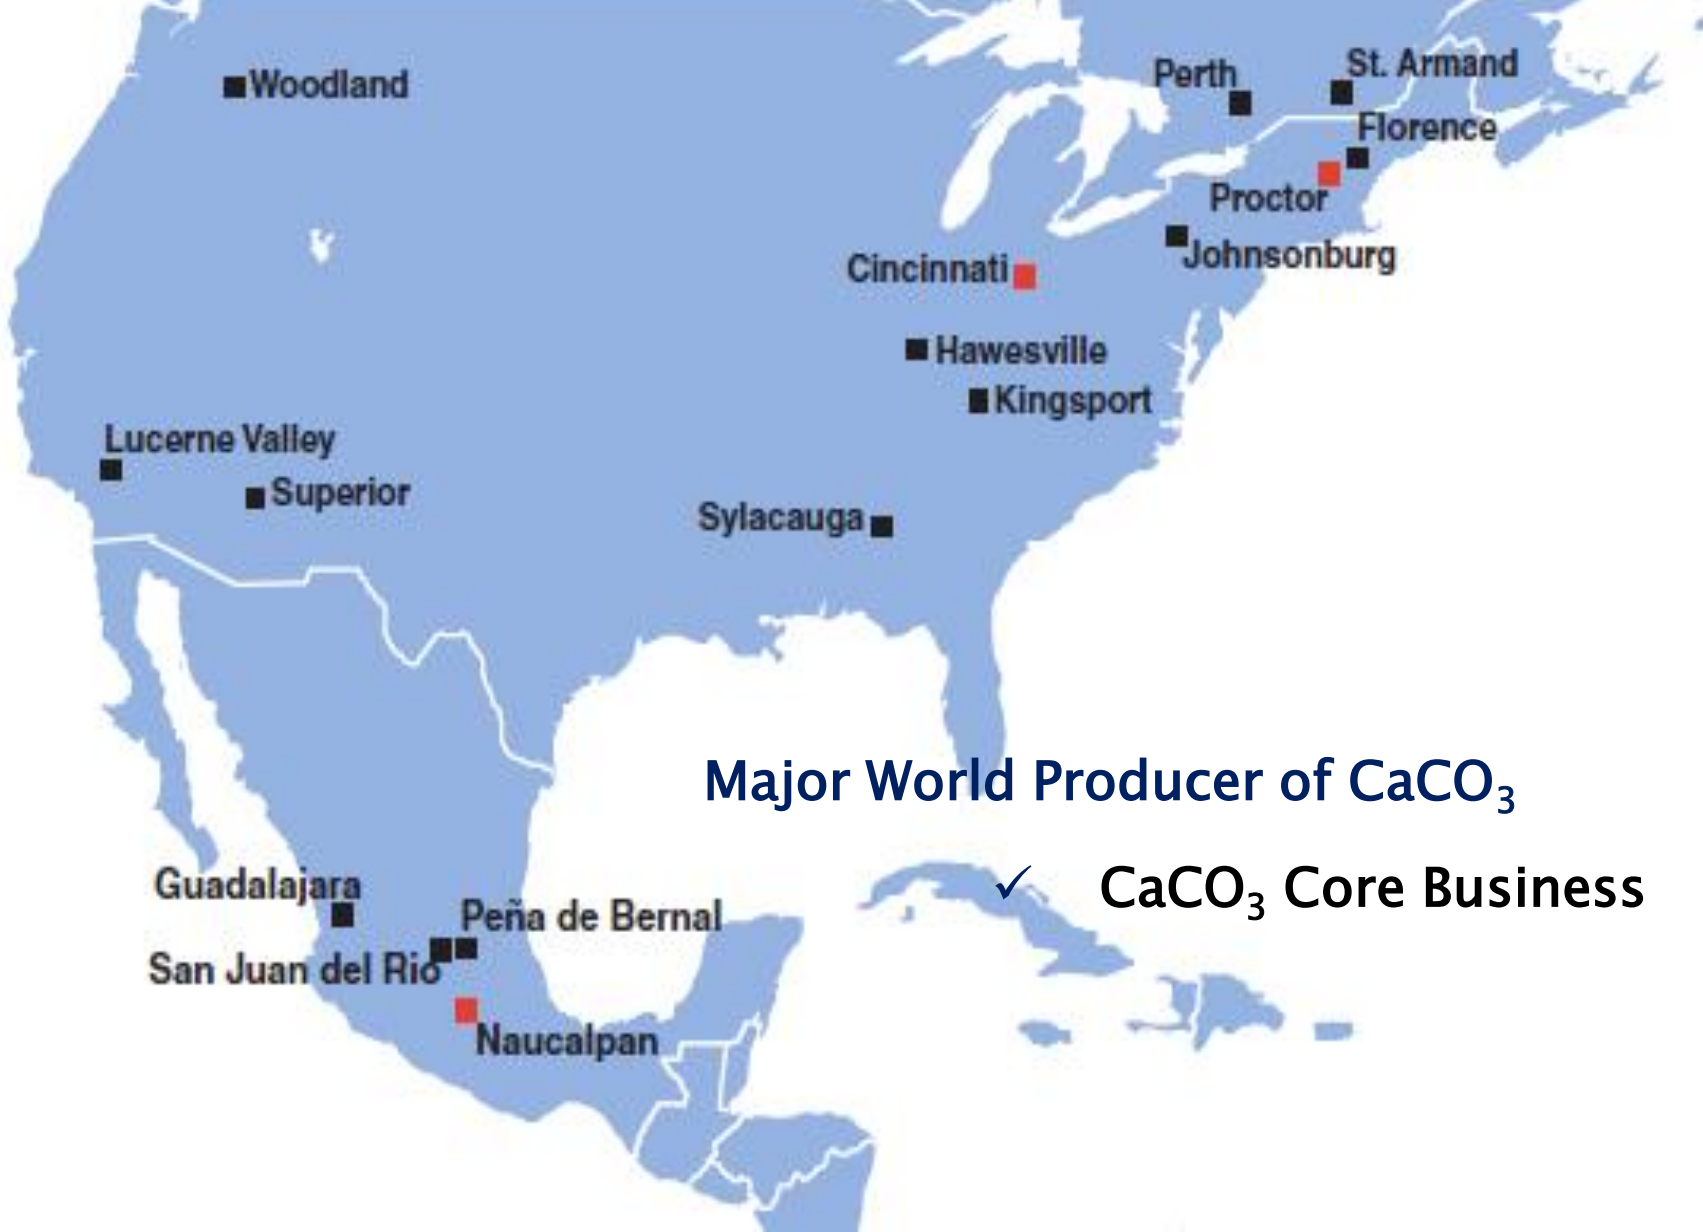 Woodland
Perth
St. Armand
Florence
Proctor
Johnsonburg
Cincinnati
Hawesville
Kingsport
Lucerne Valley
Superior
Sylacauga
Major World Producer of CaCO₃
✓ CaCO₃ Core Business
Guadalajara
Peña de Bernal
San Juan del Rio
Naucalpan